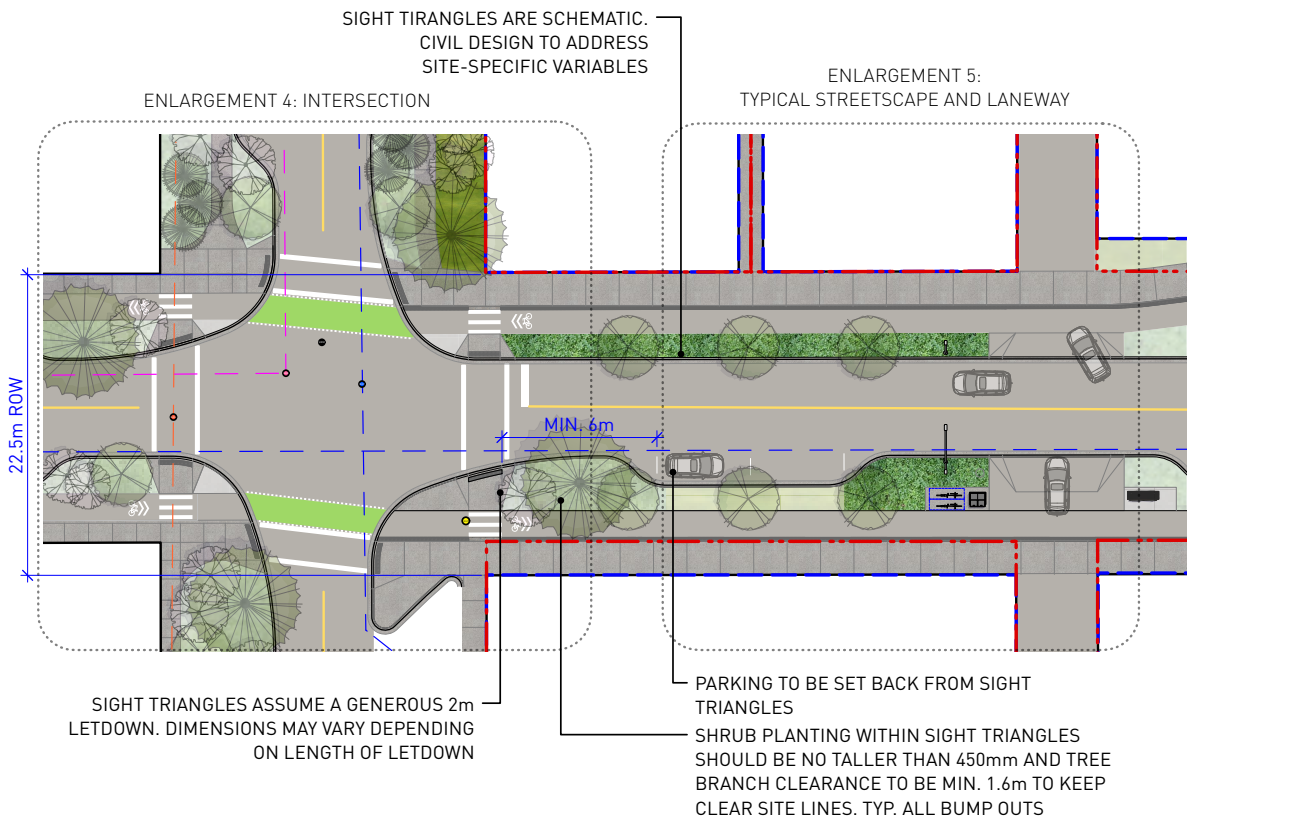 SIGHT TIRANGLES ARE SCHEMATIC.
CIVIL DESIGN TO ADDRESS
SITE-SPECIFIC VARIABLES
ENLARGEMENT 5:
TYPICAL STREETSCAPE AND LANEWAY
ENLARGEMENT 4: INTERSECTION
22.5m ROW
MIN. 6m
SIGHT TRIANGLES ASSUME A GENEROUS 2m
LETDOWN. DIMENSIONS MAY VARY DEPENDING
ON LENGTH OF LETDOWN
PARKING TO BE SET BACK FROM SIGHT
TRIANGLES
SHRUB PLANTING WITHIN SIGHT TRIANGLES
SHOULD BE NO TALLER THAN 450mm AND TREE
BRANCH CLEARANCE TO BE MIN. 1.6m TO KEEP
CLEAR SITE LINES. TYP. ALL BUMP OUTS